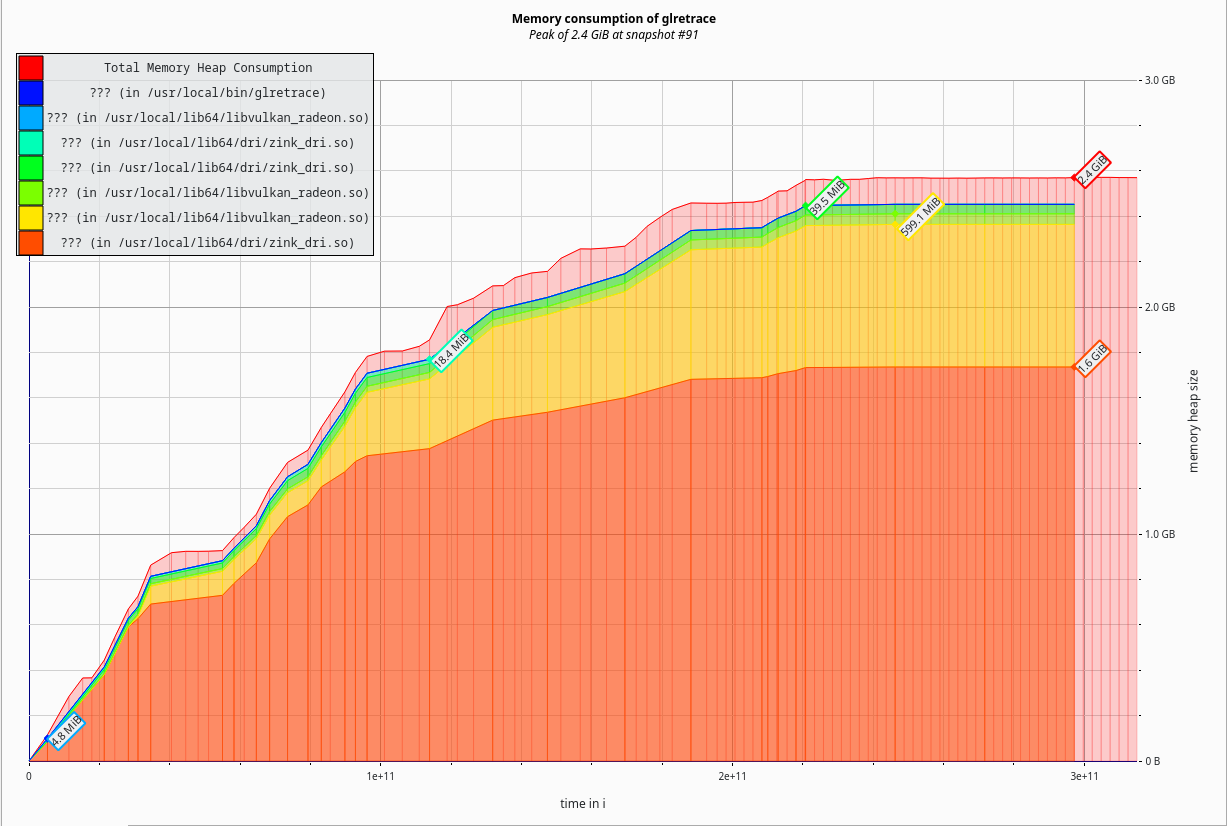 Memory consumption of glretrace
Peak of 2.4 GiB at snapshot #91
Total Memory Heap Consumption
??? (in /usr/local/bin/glretrace)
??? (in /usr/local/lib64/libvulkan_radeon.so)
??? (in /usr/local/lib64/dri/zink_dri.so)
??? (in /usr/local/lib64/dri/zink_dri.so)
??? (in /usr/local/lib64/libvulkan_radeon.so)
??? (in /usr/local/lib64/libvulkan_radeon.so)
??? (in /usr/local/lib64/dri/zink_dri.so)
3.0 GB
2.4 GiB
39.5 MiB
599.1 MiB
2.0 GB
18.4 MiB
1.6 GiB
memory heap size
1.0 GB
4.8 MiB
0 B
0
1e+11
2e+11
3e+11
time in i